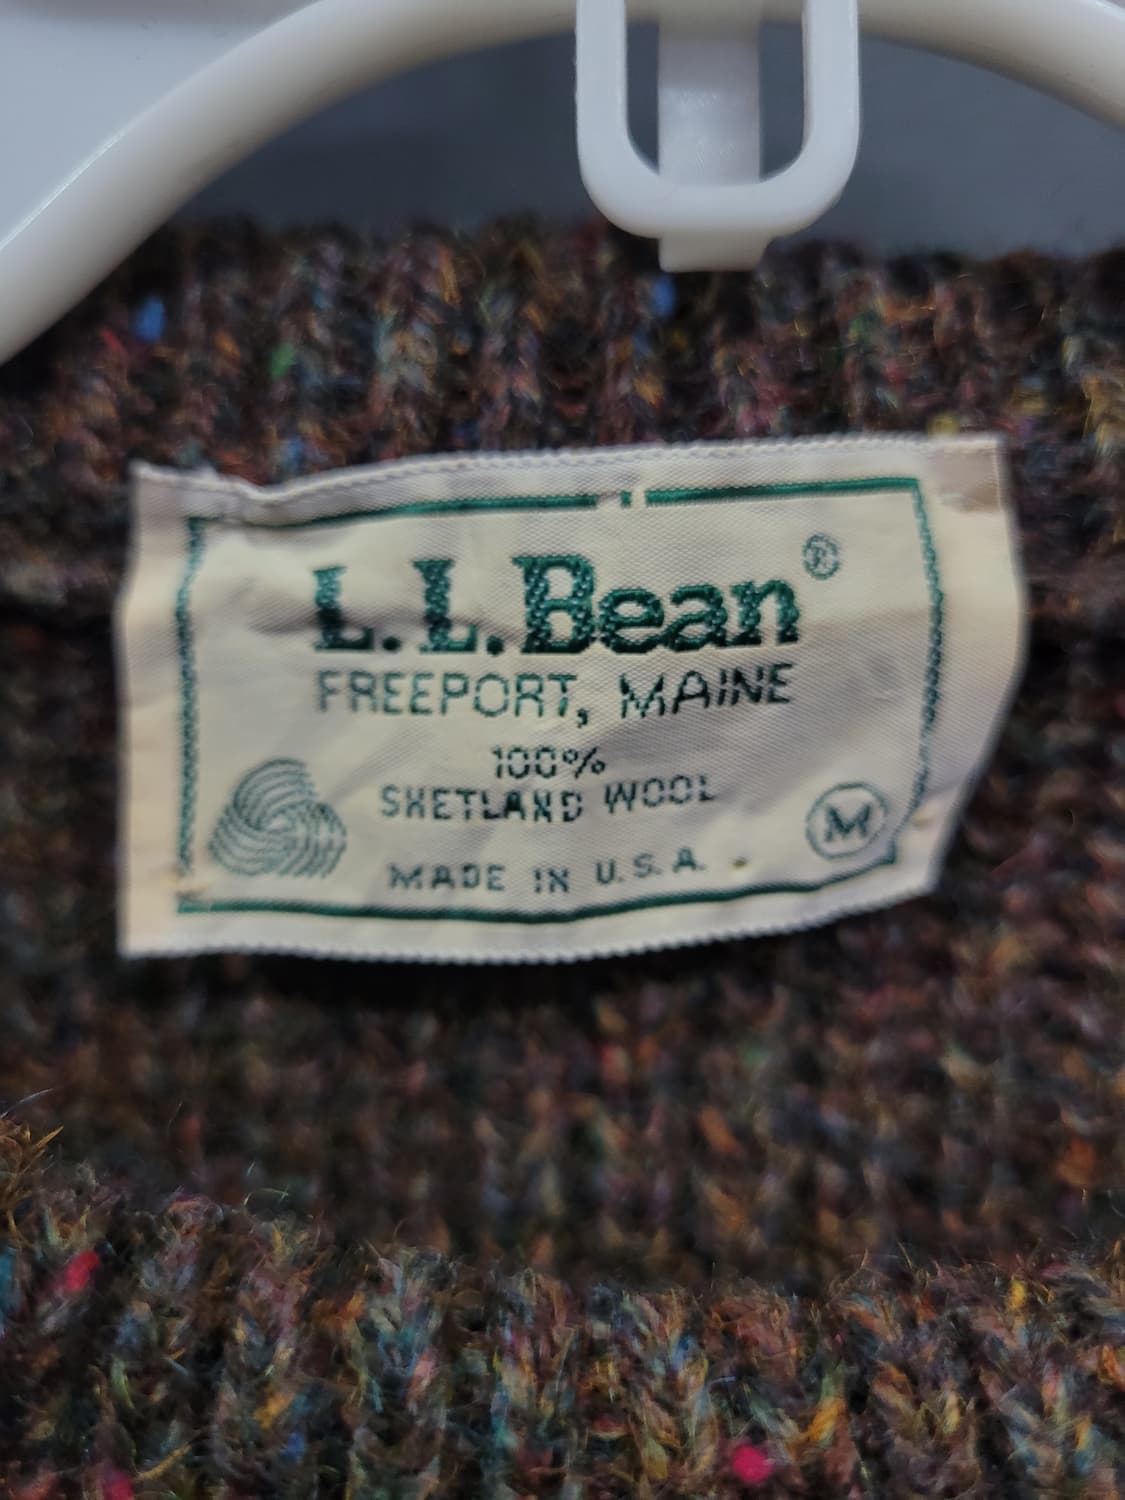 L.L.Bean®
FREEPORT, MAINE
100%
SHETLAND WOOL
M
MADE IN U.S.A.